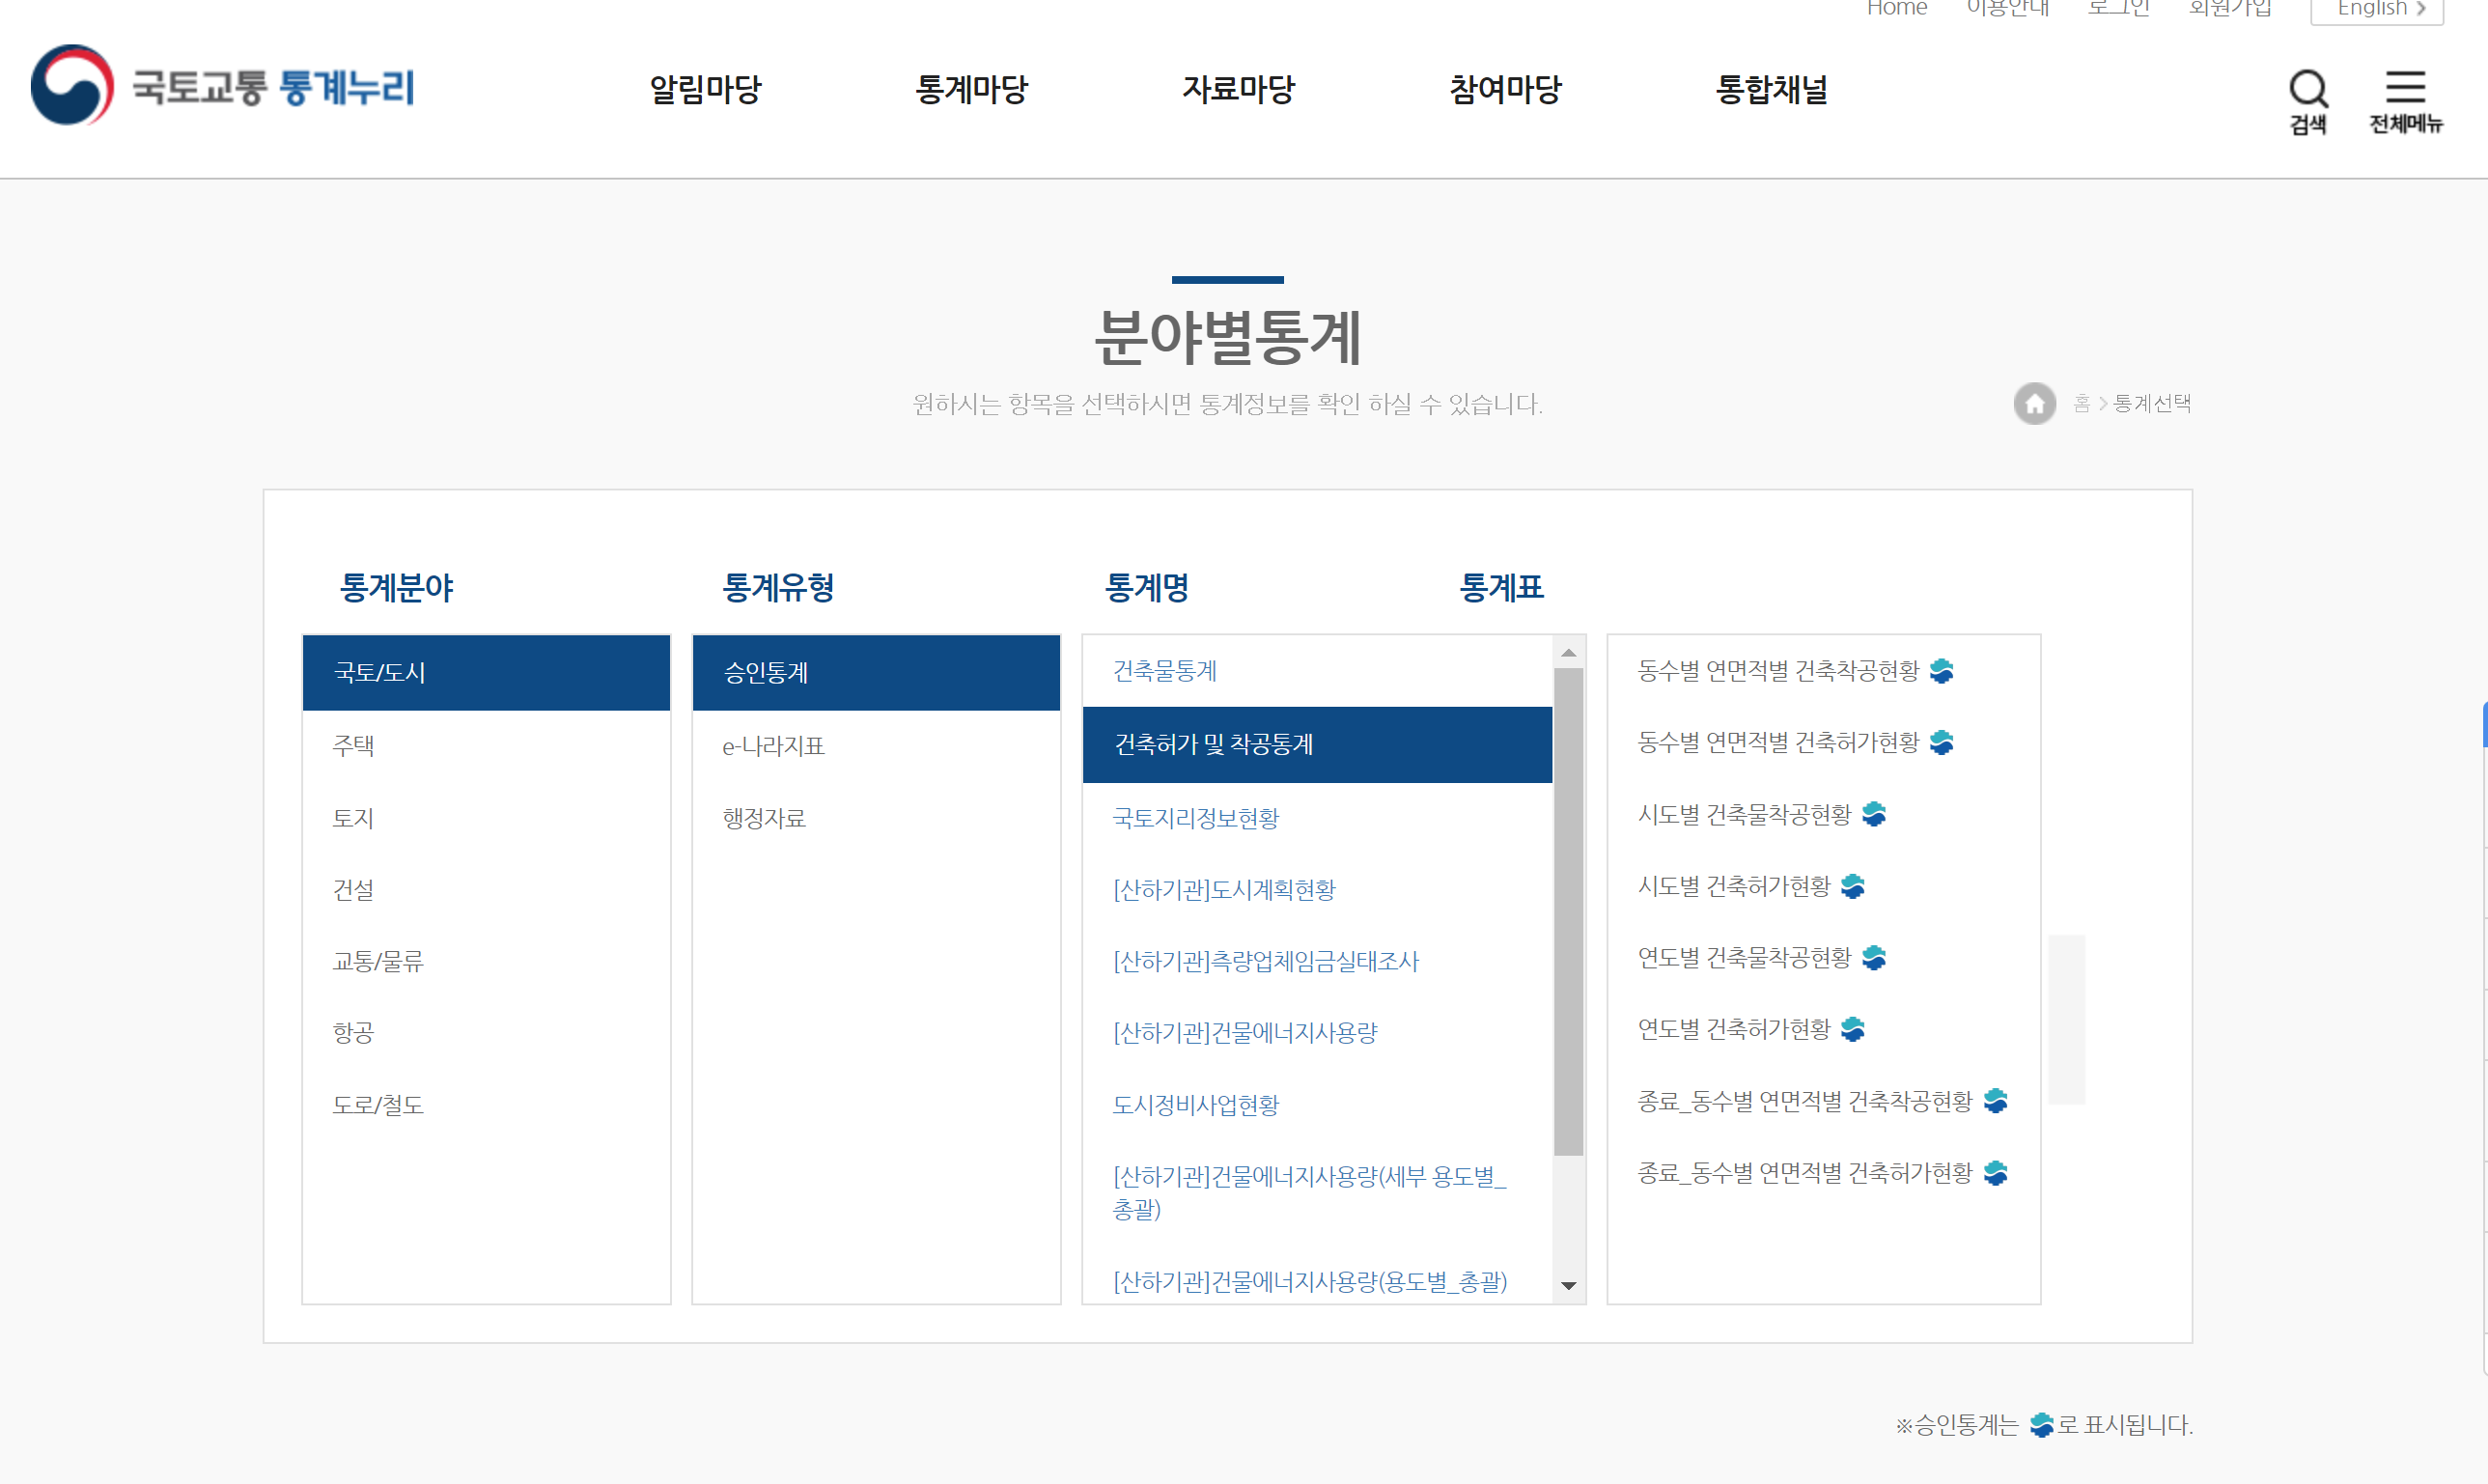 Home 이용안내 로그인 회원가입 English
국토교통 통계누리
알림마당 통계마당 자료마당 참여마당 통합채널
검색 전체메뉴
분야별통계
원하시는 항목을 선택하시면 통계정보를 확인 하실 수 있습니다.
홈 > 통계선택
통계분야 통계유형 통계명 통계표
국토/도시
주택
토지
건설
교통/물류
항공
도로/철도
승인통계
e-나라지표
행정자료
건축물통계
건축허가 및 착공통계
국토지리정보현황
[산하기관]도시계획현황
[산하기관]측량업체임금실태조사
[산하기관]건물에너지사용량
도시정비사업현황
[산하기관]건물에너지사용량(세부 용도별_
총괄)
[산하기관]건물에너지사용량(용도별_총괄)
동수별 연면적별 건축착공현황
동수별 연면적별 건축허가현황
시도별 건축물착공현황
시도별 건축허가현황
연도별 건축물착공현황
연도별 건축허가현황
종료_동수별 연면적별 건축착공현황
종료_동수별 연면적별 건축허가현황
※승인통계는 로 표시됩니다.